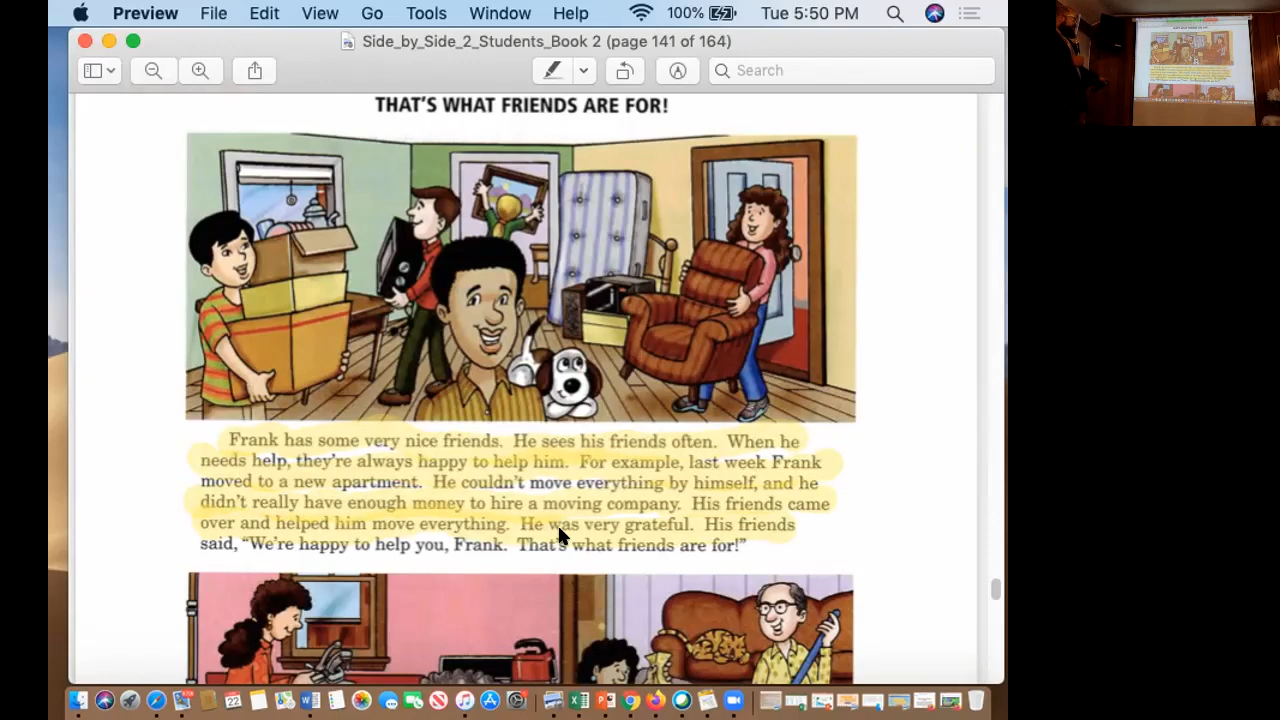 Preview File Edit View Go Tools Window Help 100% Tue 5:50 PM
Side_by_Side_2_Students_Book 2 (page 141 of 164)
Search
THAT'S WHAT FRIENDS ARE FOR!
Frank has some very nice friends. He sees his friends often. When he
needs help, they're always happy to help him. For example, last week Frank
moved to a new apartment. He couldn't move everything by himself, and he
didn't really have enough money to hire a moving company. His friends came
over and helped him move everything. He was very grateful. His friends
said, "We're happy to help you, Frank. That's what friends are for!"
22